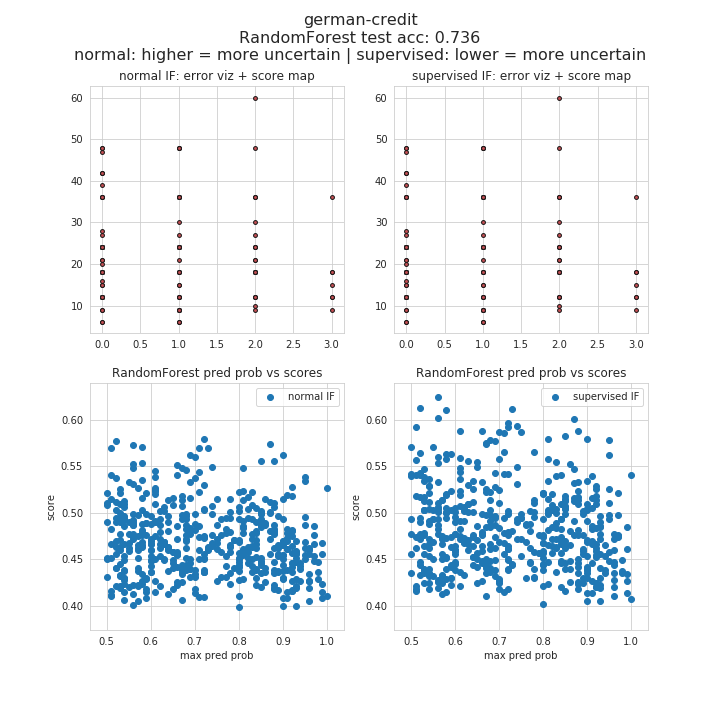 german-credit
RandomForest test acc: 0.736
normal: higher = more uncertain | supervised: lower = more uncertain
normal IF: error viz + score map
60
50
40
30
20
10
0.0 0.5 1.0 1.5 2.0 2.5 3.0
supervised IF: error viz + score map
60
50
40
30
20
10
0.0 0.5 1.0 1.5 2.0 2.5 3.0
RandomForest pred prob vs scores
normal IF
0.60
0.55
0.50
0.45
0.40
score
0.5 0.6 0.7 0.8 0.9 1.0
max pred prob
RandomForest pred prob vs scores
supervised IF
0.60
0.55
0.50
0.45
0.40
score
0.5 0.6 0.7 0.8 0.9 1.0
max pred prob